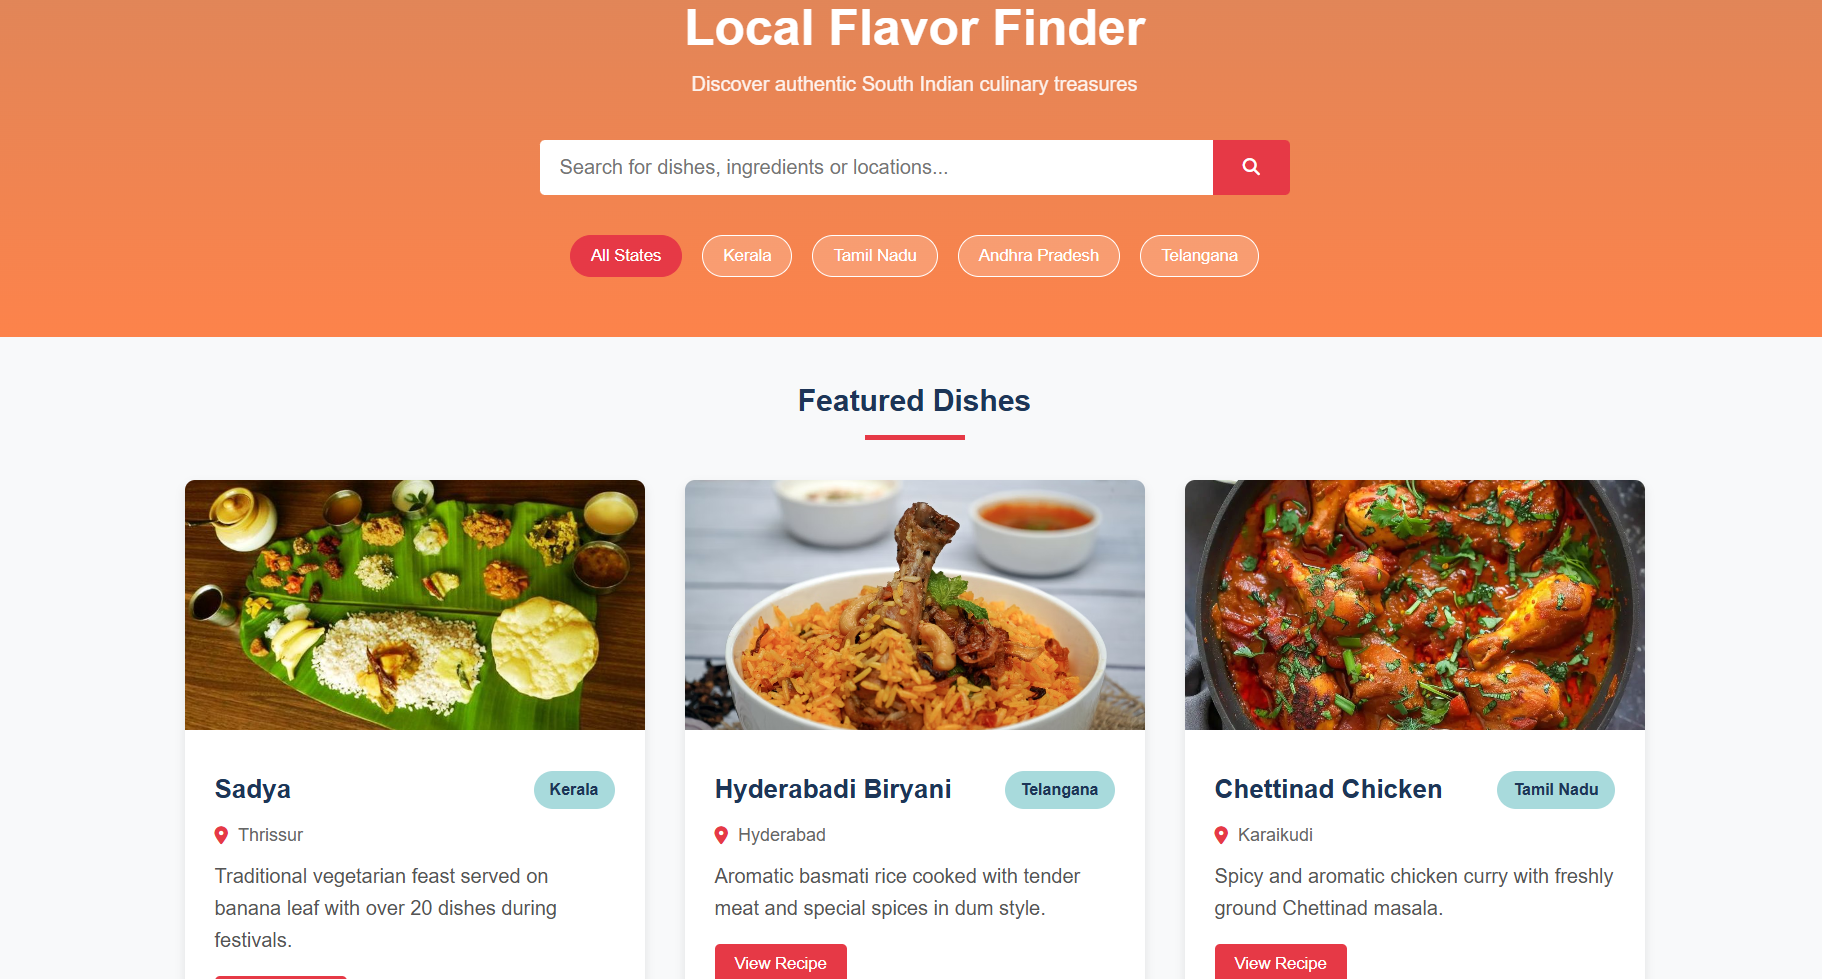 Local Flavor Finder
Discover authentic South Indian culinary treasures
Search for dishes, ingredients or locations...
All States
Kerala
Tamil Nadu
Andhra Pradesh
Telangana
Featured Dishes
Sadya
Kerala
Thrissur
Traditional vegetarian feast served on
banana leaf with over 20 dishes during
festivals.
Hyderabadi Biryani
Telangana
Hyderabad
Aromatic basmati rice cooked with tender
meat and special spices in dum style.
View Recipe
Chettinad Chicken
Tamil Nadu
Karaikudi
Spicy and aromatic chicken curry with freshly
ground Chettinad masala.
View Recipe